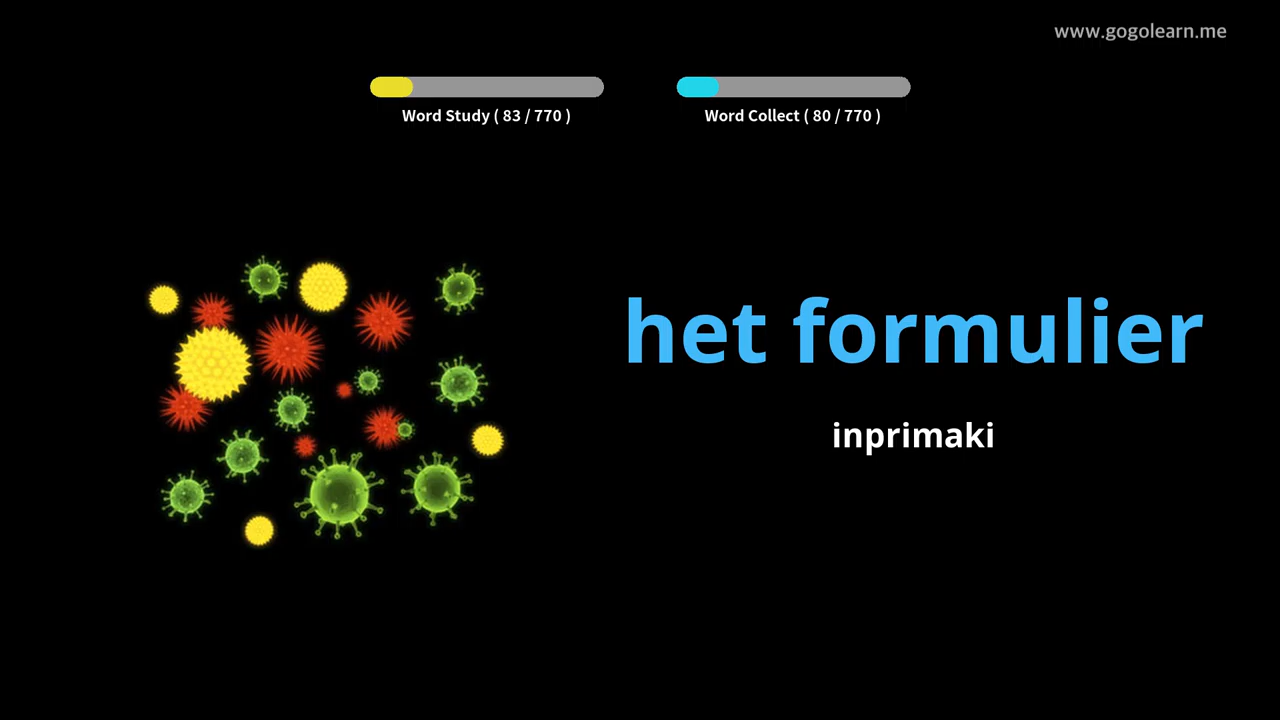 www.gogolearn.me
Word Study ( 83 / 770 )
Word Collect ( 80 / 770 )
het formulier
inprimaki